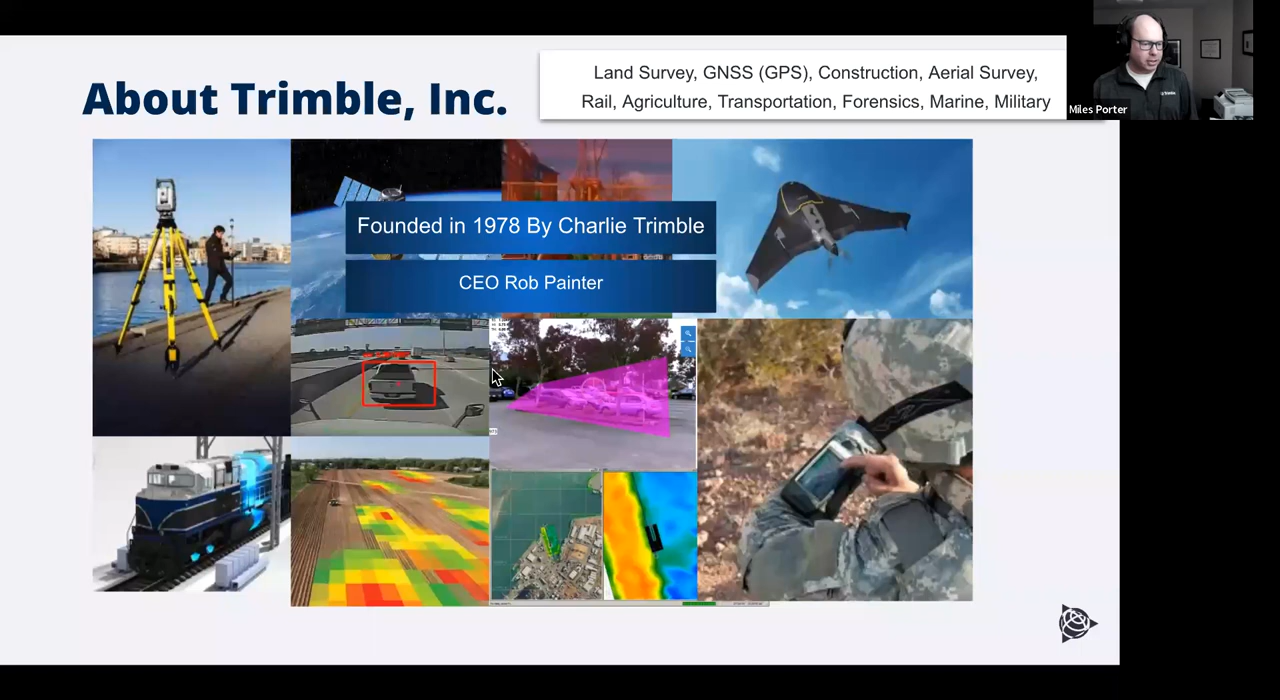 About Trimble, Inc.
Land Survey, GNSS (GPS), Construction, Aerial Survey,
Rail, Agriculture, Transportation, Forensics, Marine, Military
Miles Porter
Founded in 1978 By Charlie Trimble
CEO Rob Painter